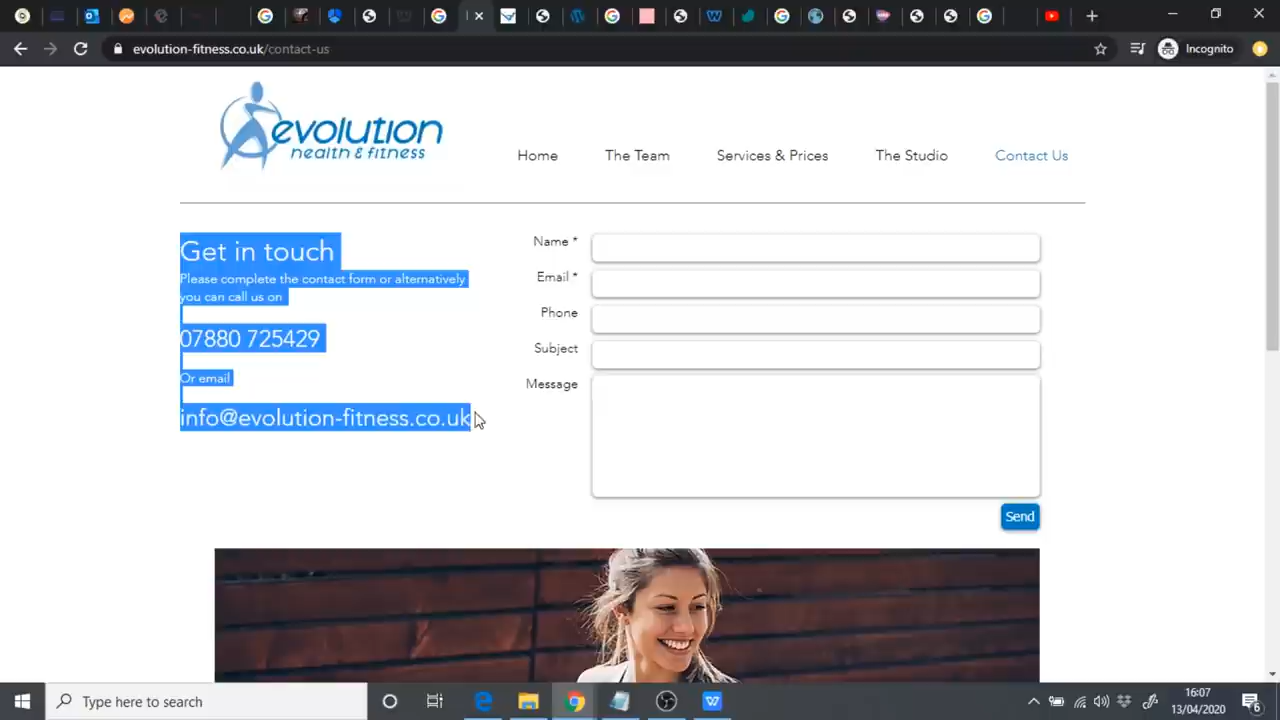 evolution-fitness.co.uk/contact-us
Incognito
evolution
health & fitness
Home
The Team
Services & Prices
The Studio
Contact Us
Get in touch
Please complete the contact form or alternatively
you can call us on
07880 725429
Or email
info@evolution-fitness.co.uk
Name *
Email *
Phone
Subject
Message
Send
Type here to search
16:07
13/04/2020
6